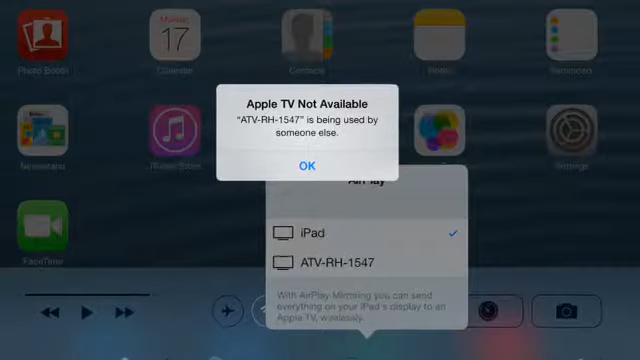 Monday
17
Photo Booth
Calendar
Contacts
Notes
Reminders
Apple TV Not Available
“ATV-RH-1547” is being used by
someone else.
OK
Newsstand
iTunes Store
Settings
AirPlay
iPad
ATV-RH-1547
FaceTime
With AirPlay Mirroring you can send
everything on your iPad's display to an
Apple TV, wirelessly.